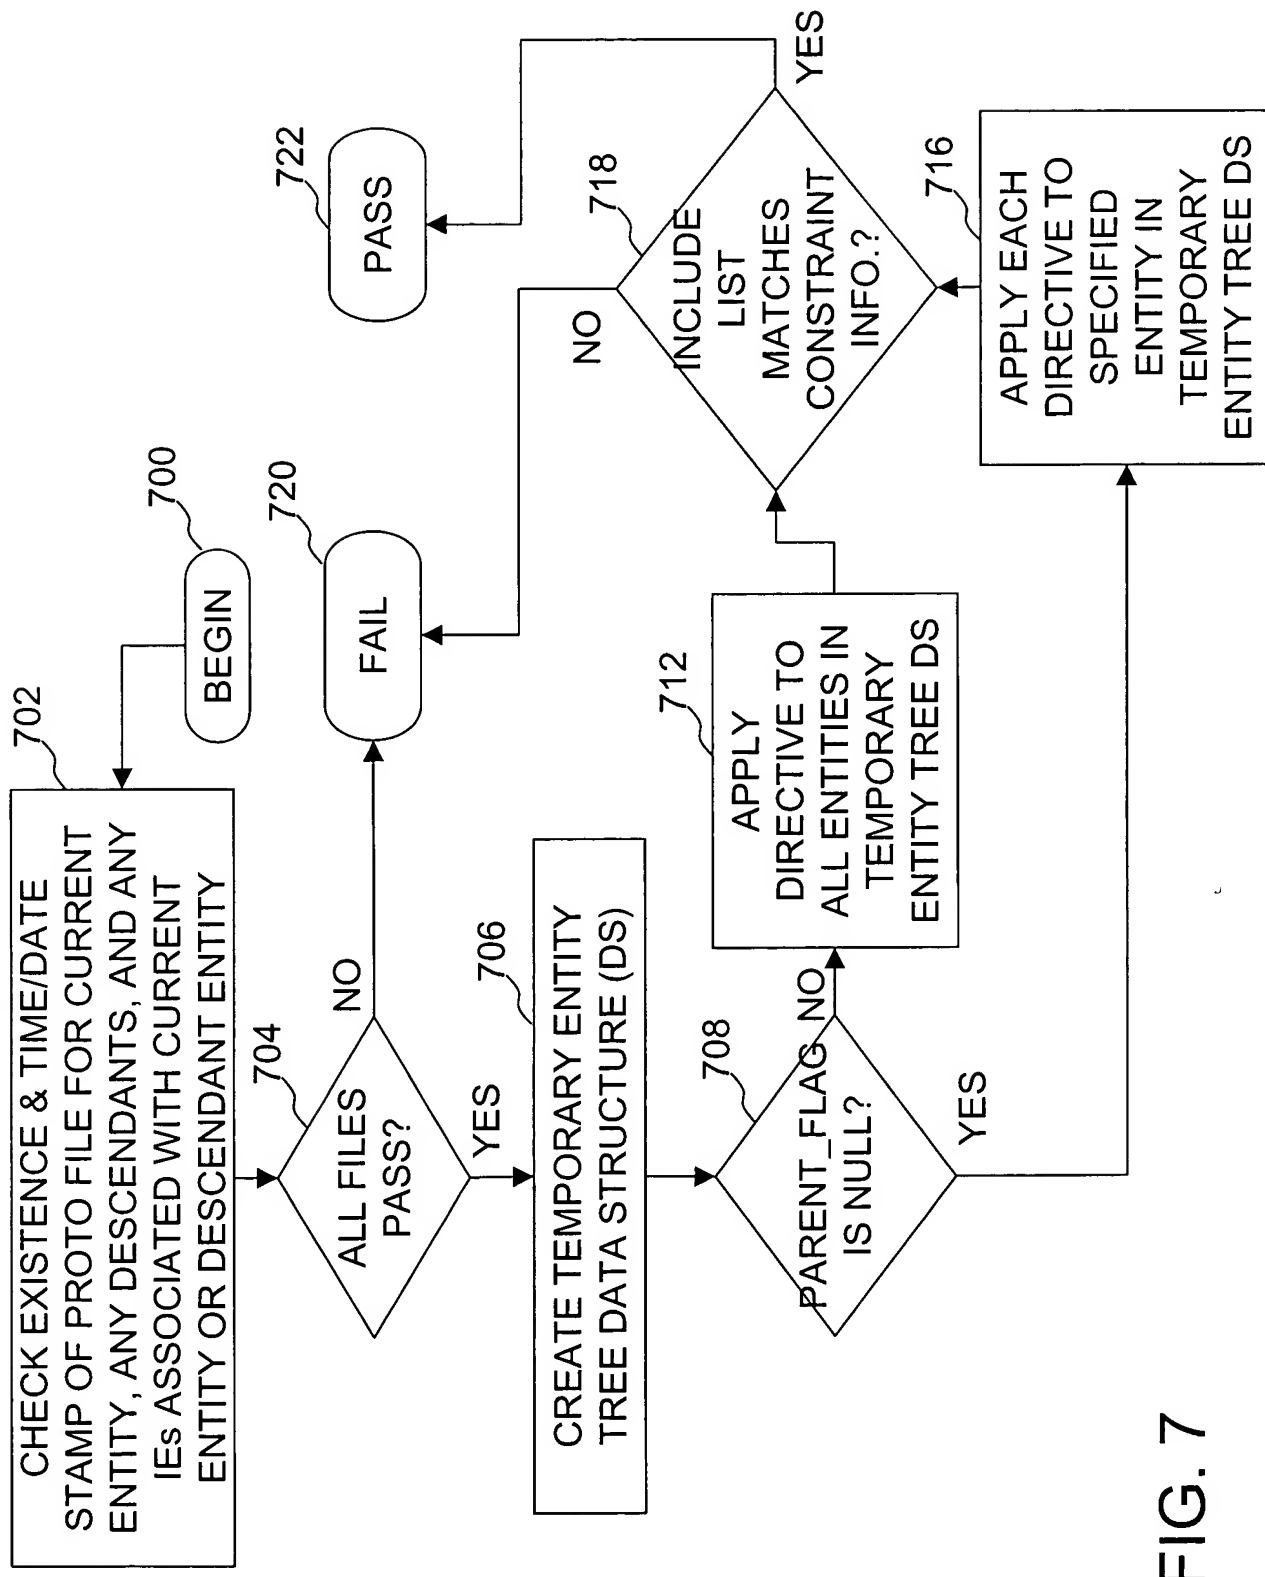 700
BEGIN
702
CHECK EXISTENCE & TIME/DATE
STAMP OF PROTO FILE FOR CURRENT
ENTITY, ANY DESCENDANTS, AND ANY
IEs ASSOCIATED WITH CURRENT
ENTITY OR DESCENDANT ENTITY
704
ALL FILES
PASS?
NO
YES
720
FAIL
706
CREATE TEMPORARY ENTITY
TREE DATA STRUCTURE (DS)
708
PARENT_FLAG
IS NULL?
NO
YES
712
APPLY
DIRECTIVE TO
ALL ENTITIES IN
TEMPORARY
ENTITY TREE DS
716
APPLY EACH
DIRECTIVE TO
SPECIFIED
ENTITY IN
TEMPORARY
ENTITY TREE DS
718
INCLUDE
LIST
MATCHES
CONSTRAINT
INFO.?
NO
YES
722
PASS
FIG. 7